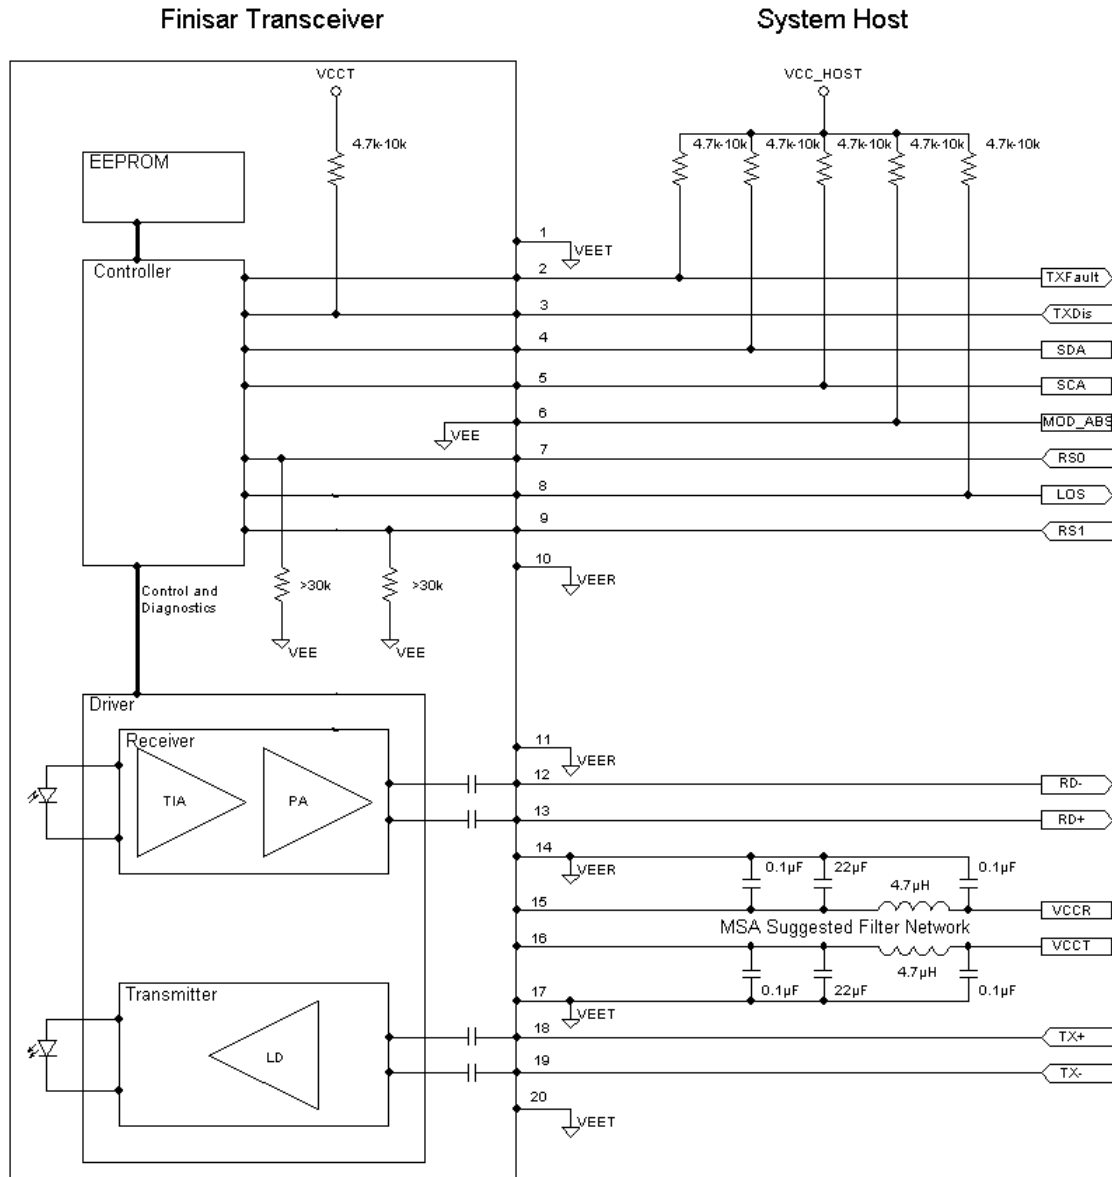 Finisar Transceiver
System Host
VCCT
VCC_HOST
4.7k-10k
4.7k-10k
4.7k-10k
4.7k-10k
4.7k-10k
4.7k-10k
EEPROM
Controller
1
VEET
2
TXFault
3
TXDis
4
SDA
5
SCA
6
VEE
MOD_ABS
7
RS0
8
LOS
9
RS1
10
VEER
>30k
>30k
Control and
Diagnostics
VEE
VEE
Driver
Receiver
TIA
PA
11
VEER
12
RD-
13
RD+
14
VEER
0.1µF
22µF
0.1µF
4.7µH
15
VCCR
MSA Suggested Filter Network
16
VCCT
4.7µH
0.1µF
22µF
0.1µF
17
VEET
Transmitter
LD
18
TX+
19
TX-
20
VEET